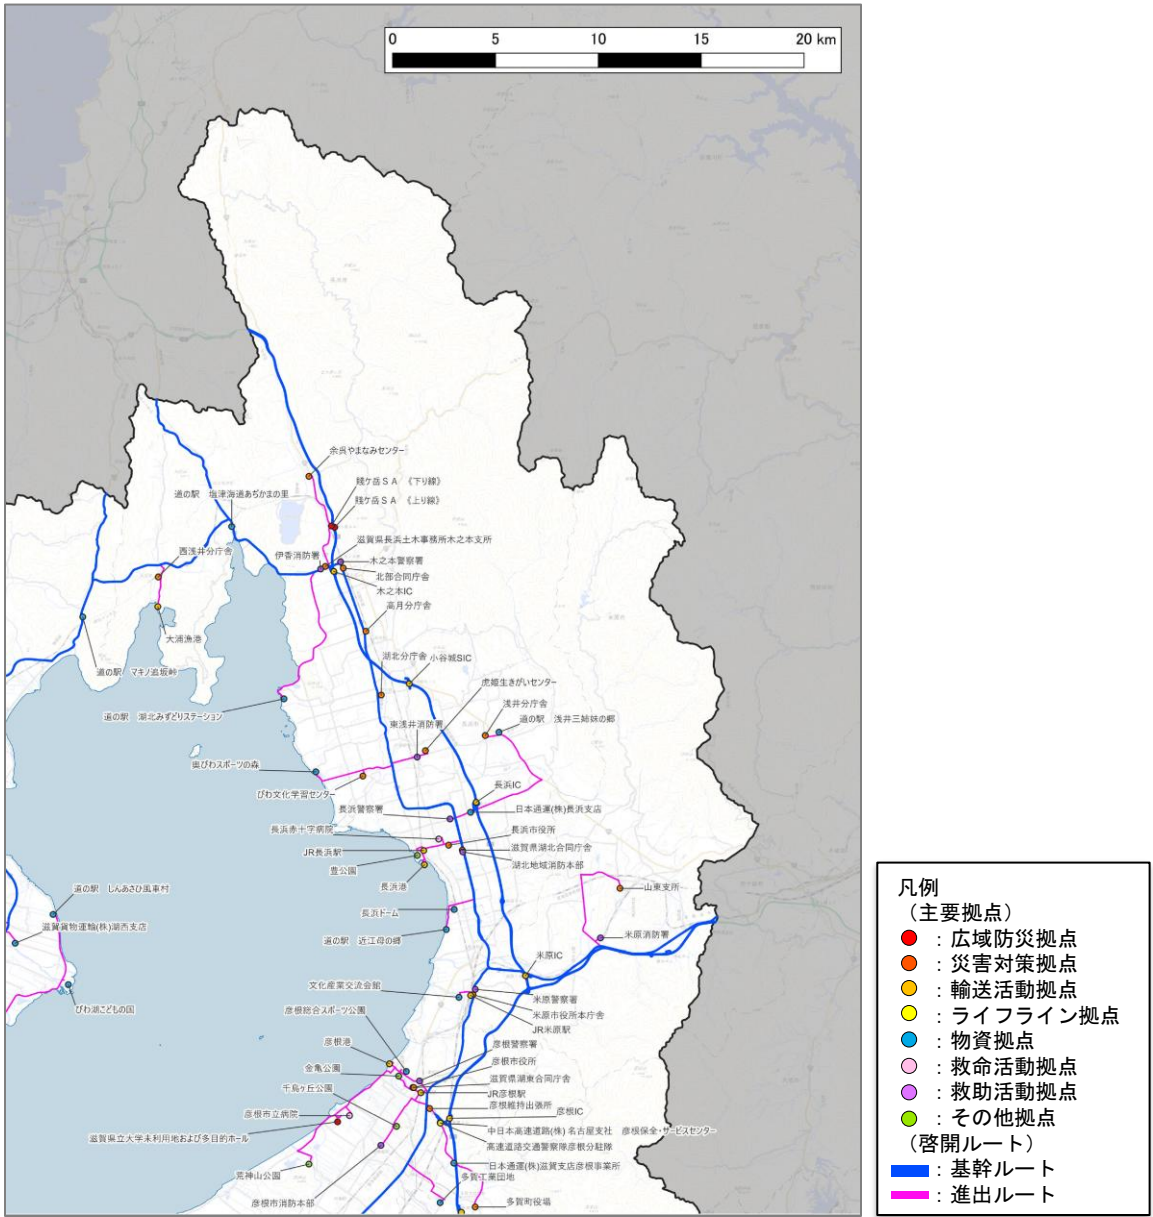 0 5 10 15 20 km
余呉やまなみセンター
賤ケ岳SA 《下り線》
道の駅 塩津海道あぢかまの里
賤ケ岳SA 《上り線》
滋賀県長浜土木事務所木之本支所
西浅井分庁舎
伊香消防署
木之本警察署
北部合同庁舎
木之本IC
高月分庁舎
大浦漁港
湖北分庁舎
小谷城SIC
道の駅 マキノ追坂峠
虎姫生きがいセンター
浅井分庁舎
道の駅 湖北みずどりステーション
道の駅 浅井三姉妹の郷
東浅井消防署
奥びわスポーツの森
長浜IC
びわ文化学習センター
長浜警察署
日本通運(株)長浜支店
長浜赤十字病院
長浜市役所
JR長浜駅
滋賀県湖北合同庁舎
豊公園
湖北地域消防本部
長浜港
山東支所
道の駅 しんあさひ風車村
長浜ドーム
滋賀貨物運輸(株)湖西支店
道の駅 近江母の郷
米原消防署
米原IC
文化産業交流会館
米原警察署
びわ湖こどもの国
彦根総合スポーツ公園
米原市役所本庁舎
JR米原駅
彦根港
彦根警察署
彦根市役所
金亀公園
滋賀県湖東合同庁舎
千鳥ヶ丘公園
JR彦根駅
彦根維持出張所
彦根市立病院
彦根IC
滋賀県立大学未利用地および多目的ホール
中日本高速道路(株) 名古屋支社 彦根保全・サービスセンター
高速道路交通警察隊彦根分駐隊
荒神山公園
日本通運(株)滋賀支店彦根事業所
多賀工業団地
彦根市消防本部
多賀町役場
凡例
（主要拠点）
：広域防災拠点
：災害対策拠点
：輸送活動拠点
：ライフライン拠点
：物資拠点
：救命活動拠点
：救助活動拠点
：その他拠点
（啓開ルート）
：基幹ルート
：進出ルート